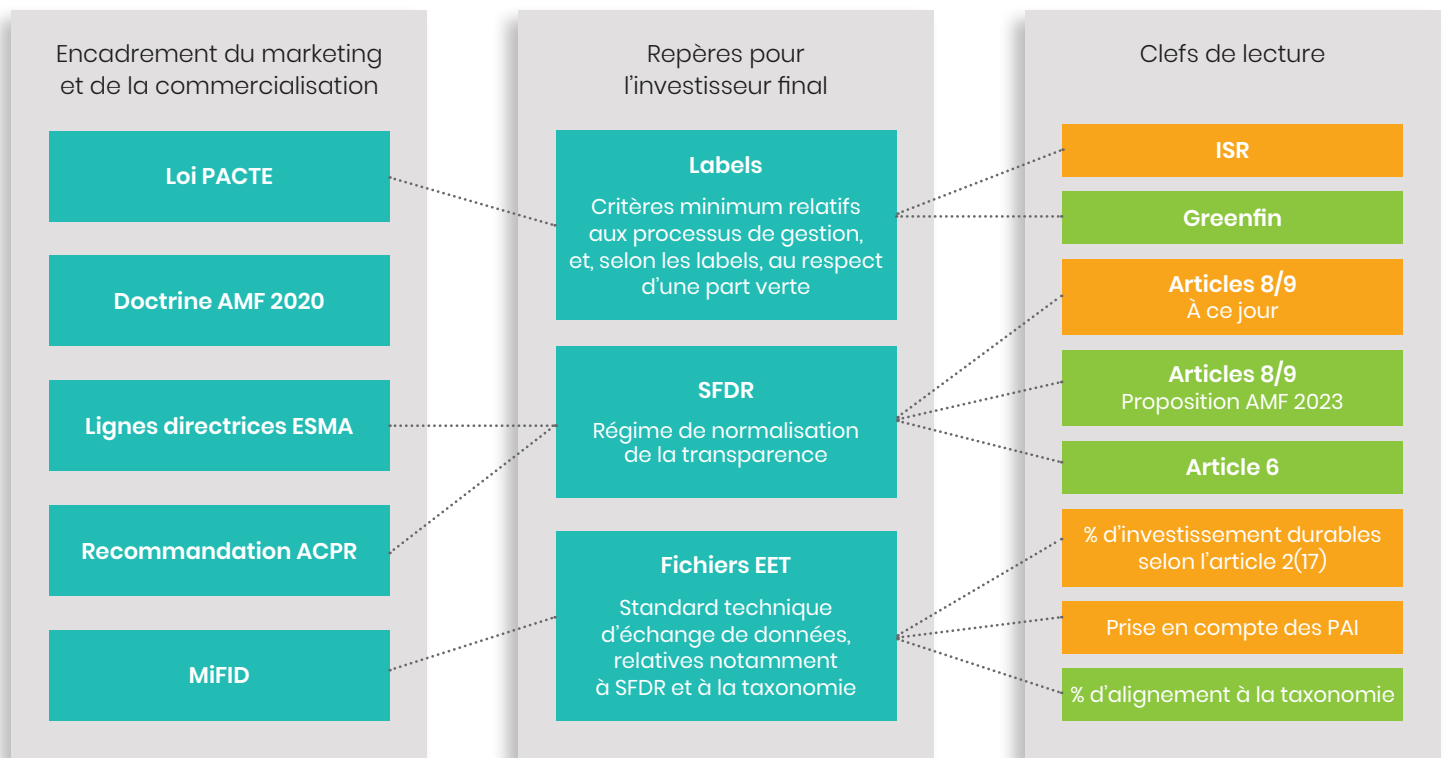 Encadrement du marketing
et de la commercialisation
Loi PACTE
Doctrine AMF 2020
Lignes directrices ESMA
Recommandation ACPR
MiFID
Repères pour
l'investisseur final
Labels
Critères minimum relatifs
aux processus de gestion,
et, selon les labels, au respect
d'une part verte
SFDR
Régime de normalisation
de la transparence
Fichiers EET
Standard technique
d'échange de données,
relatives notamment
à SFDR et à la taxonomie
Clefs de lecture
ISR
Greenfin
Articles 8/9
À ce jour
Articles 8/9
Proposition AMF 2023
Article 6
% d'investissement durables
selon l'article 2(17)
Prise en compte des PAI
% d'alignement à la taxonomie